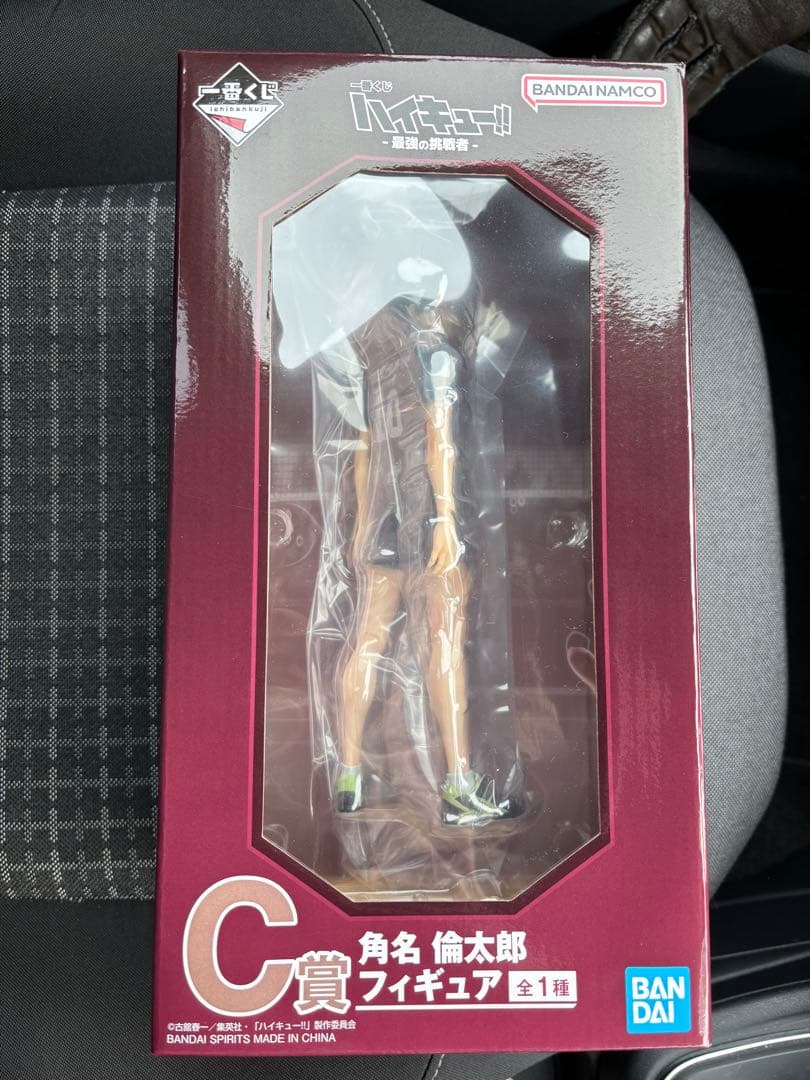 一番くじ
ichibankuji
一番くじ
ハイキュー!!
- 最強の挑戦者 -
BANDAI NAMCO
C賞
角名 倫太郎
フィギュア 全1種
©古舘春一／集英社・「ハイキュー!!」製作委員会
BANDAI SPIRITS MADE IN CHINA
BAN
DAI